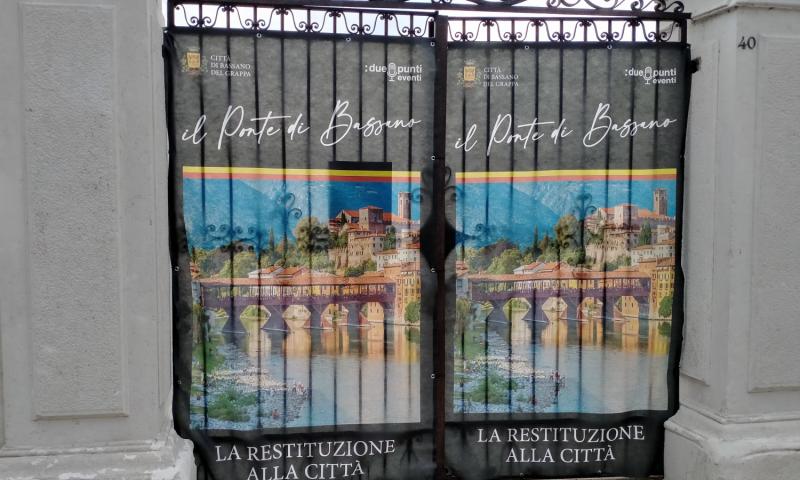 CITTÀ
DI BASSANO
DEL GRAPPA
:due punti
eventi
il Ponte di Bassano
LA RESTITUZIONE
ALLA CITTÀ
CITTÀ
DI BASSANO
DEL GRAPPA
:due punti
eventi
il Ponte di Bassano
LA RESTITUZIONE
ALLA CITTÀ
40